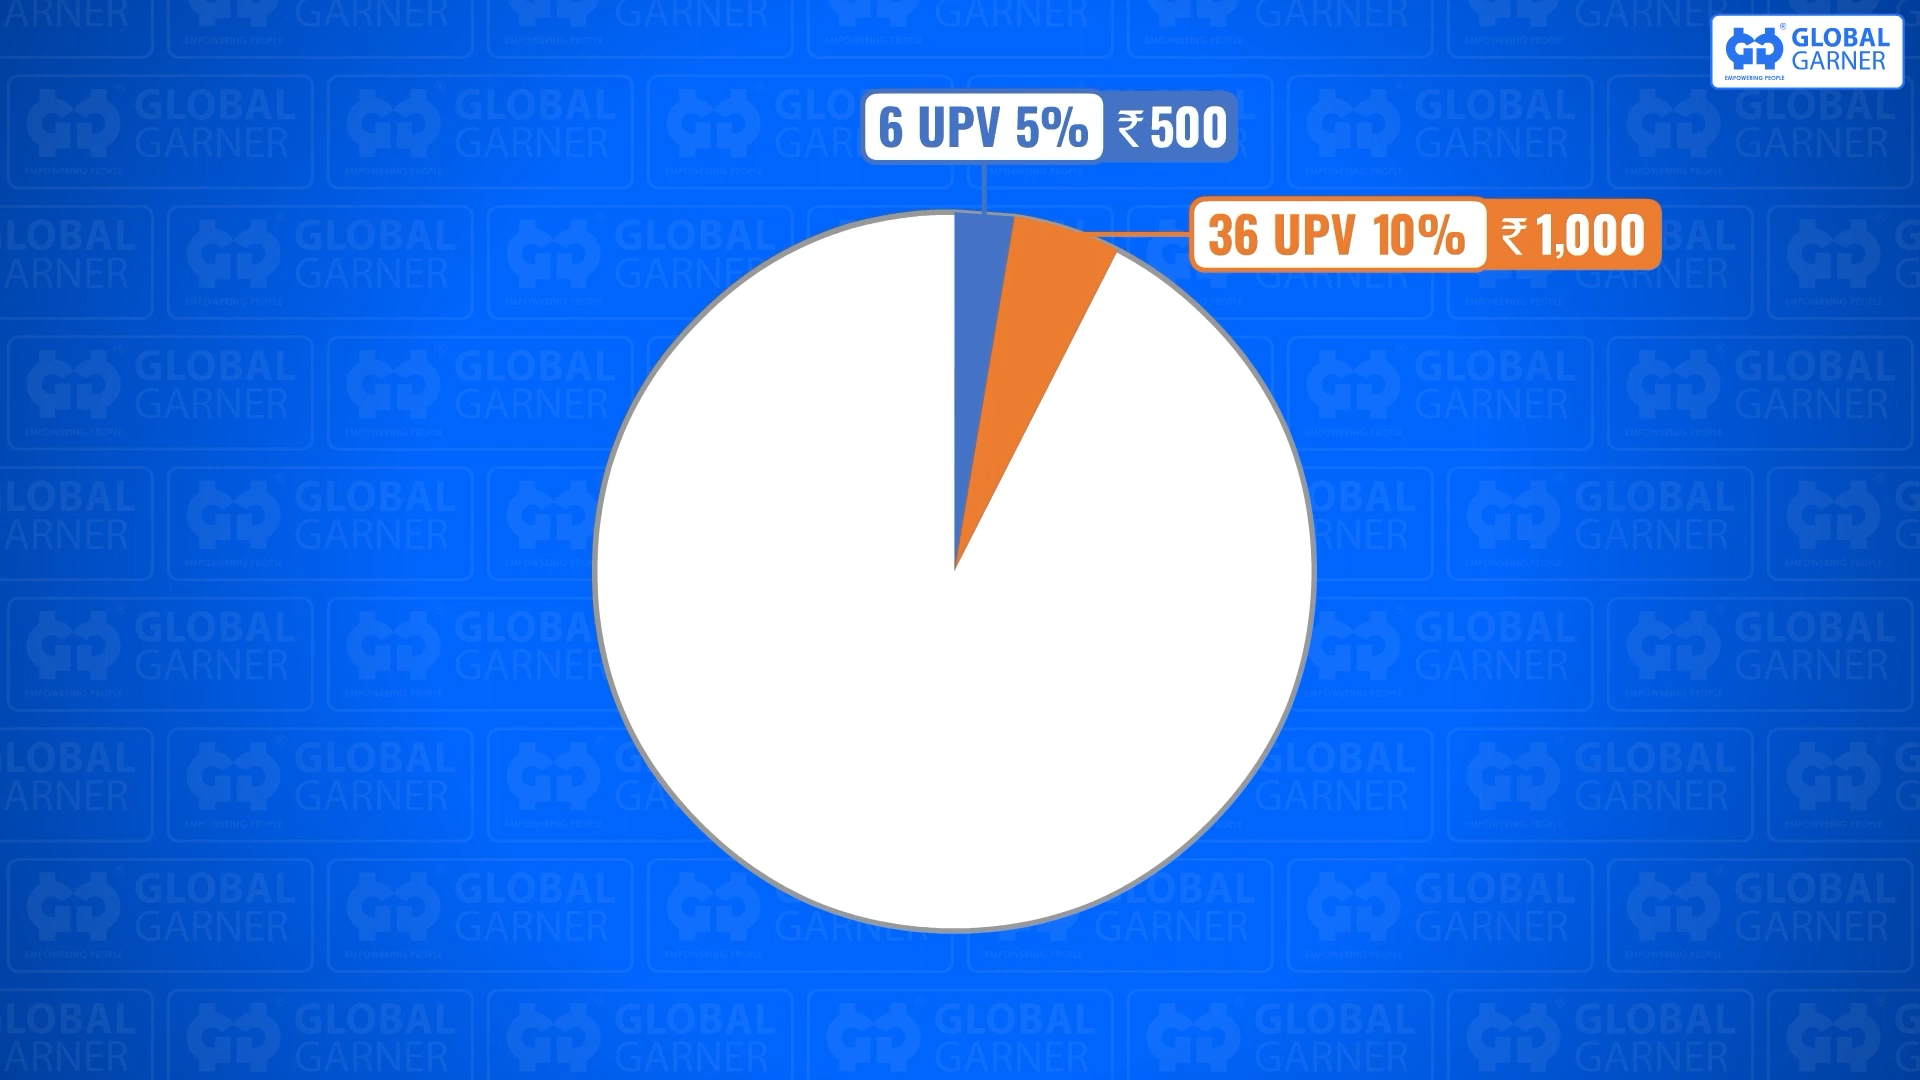 GLOBAL
GARNER
EMPOWERING PEOPLE
6 UPV 5% ₹500
36 UPV 10% ₹1,000